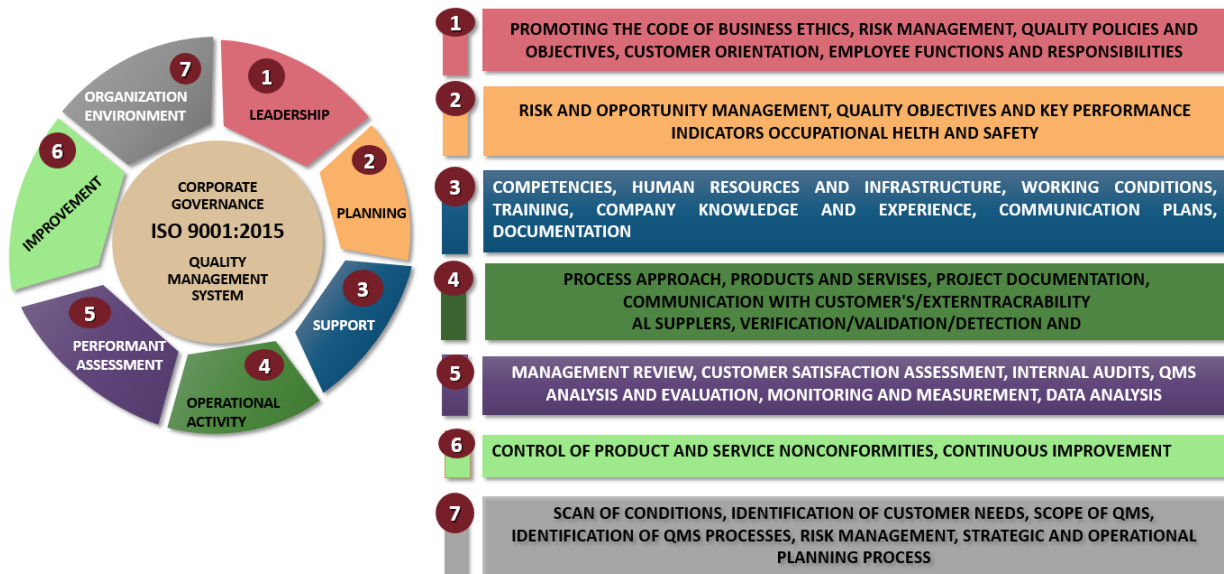 1
LEADERSHIP
2
PLANNING
3
SUPPORT
4
OPERATIONAL
ACTIVITY
5
PERFORMANT
ASSESSMENT
6
IMPROVEMENT
7
ORGANIZATION
ENVIRONMENT
CORPORATE
GOVERNANCE
ISO 9001:2015
QUALITY
MANAGEMENT
SYSTEM
1
PROMOTING THE CODE OF BUSINESS ETHICS, RISK MANAGEMENT, QUALITY POLICIES AND
OBJECTIVES, CUSTOMER ORIENTATION, EMPLOYEE FUNCTIONS AND RESPONSIBILITIES
2
RISK AND OPPORTUNITY MANAGEMENT, QUALITY OBJECTIVES AND KEY PERFORMANCE
INDICATORS OCCUPATIONAL HELTH AND SAFETY
3
COMPETENCIES, HUMAN RESOURCES AND INFRASTRUCTURE, WORKING CONDITIONS,
TRAINING, COMPANY KNOWLEDGE AND EXPERIENCE, COMMUNICATION PLANS,
DOCUMENTATION
4
PROCESS APPROACH, PRODUCTS AND SERVISES, PROJECT DOCUMENTATION,
COMMUNICATION WITH CUSTOMER'S/EXTERNTRACRABILITY
AL SUPPLERS, VERIFICATION/VALIDATION/DETECTION AND
5
MANAGEMENT REVIEW, CUSTOMER SATISFACTION ASSESSMENT, INTERNAL AUDITS, QMS
ANALYSIS AND EVALUATION, MONITORING AND MEASUREMENT, DATA ANALYSIS
6
CONTROL OF PRODUCT AND SERVICE NONCONFORMITIES, CONTINUOUS IMPROVEMENT
7
SCAN OF CONDITIONS, IDENTIFICATION OF CUSTOMER NEEDS, SCOPE OF QMS,
IDENTIFICATION OF QMS PROCESSES, RISK MANAGEMENT, STRATEGIC AND OPERATIONAL
PLANNING PROCESS